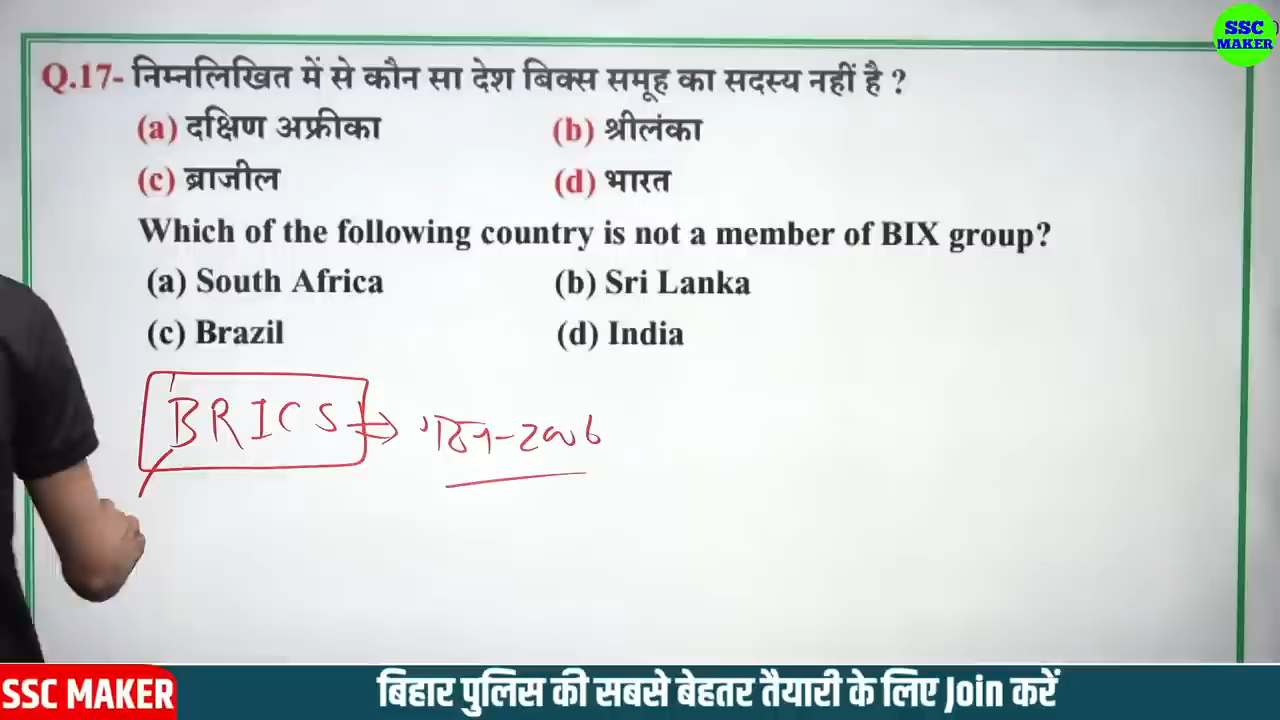 SSC
MAKER
Q.17- निम्नलिखित में से कौन सा देश बिक्स समूह का सदस्य नहीं है ?
(a) दक्षिण अफ्रीका (b) श्रीलंका
(c) ब्राजील (d) भारत
Which of the following country is not a member of BIX group?
(a) South Africa (b) Sri Lanka
(c) Brazil (d) India
BRICS → -2006
SSC MAKER बिहार पुलिस की सबसे बेहतर तैयारी के लिए Join करें